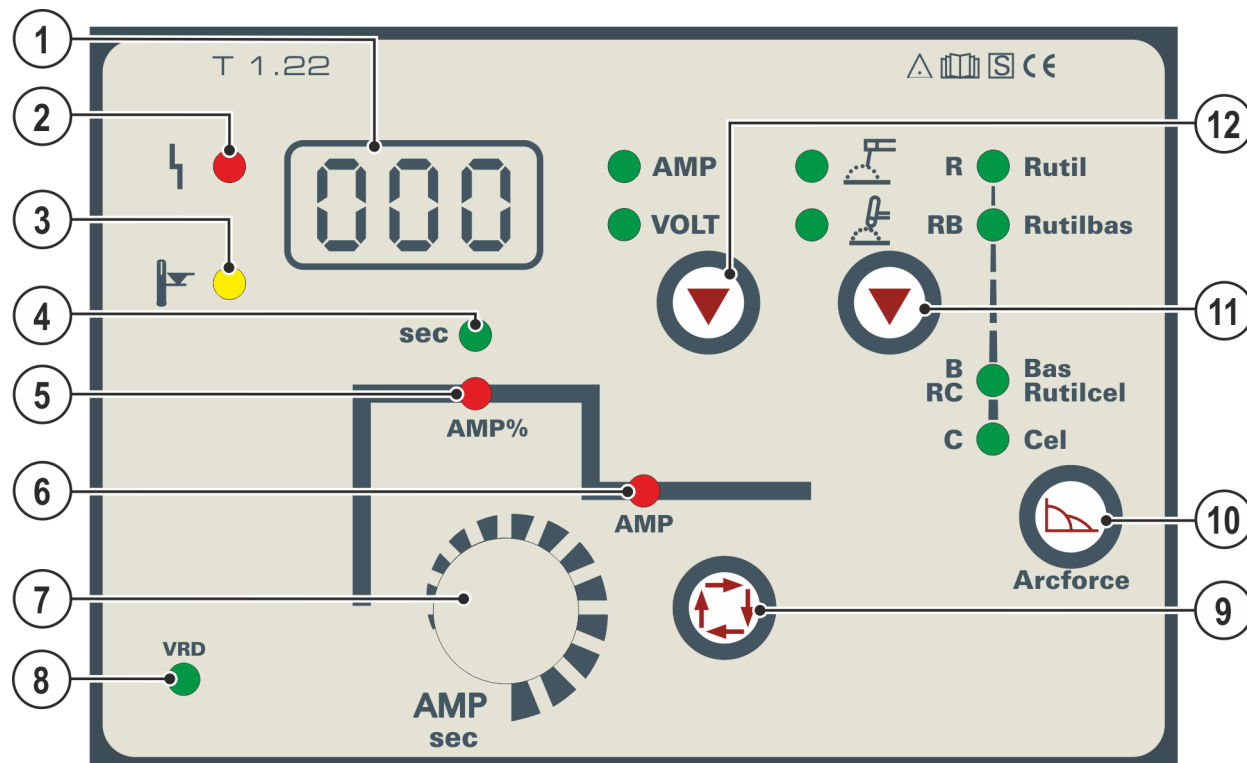 T 1.22
S CE
1
2
3
4
5
6
7
8
9
10
11
12
000
AMP
VOLT
R Rutil
RB Rutilbas
B Bas
RC Rutilcel
C Cel
sec
AMP%
AMP
Arcforce
VRD
AMP
sec